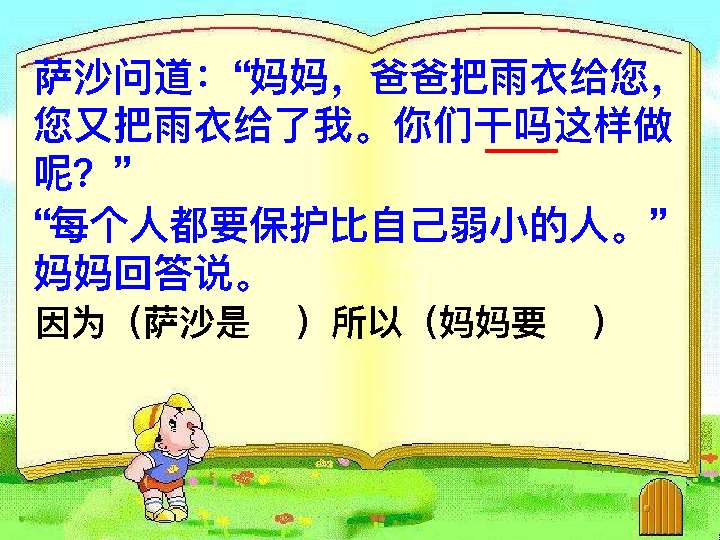 萨沙问道：“妈妈，爸爸把雨衣给您，
您又把雨衣给了我。你们干吗这样做
呢？”
“每个人都要保护比自己弱小的人。”
妈妈回答说。
因为（萨沙是　）所以（妈妈要　）